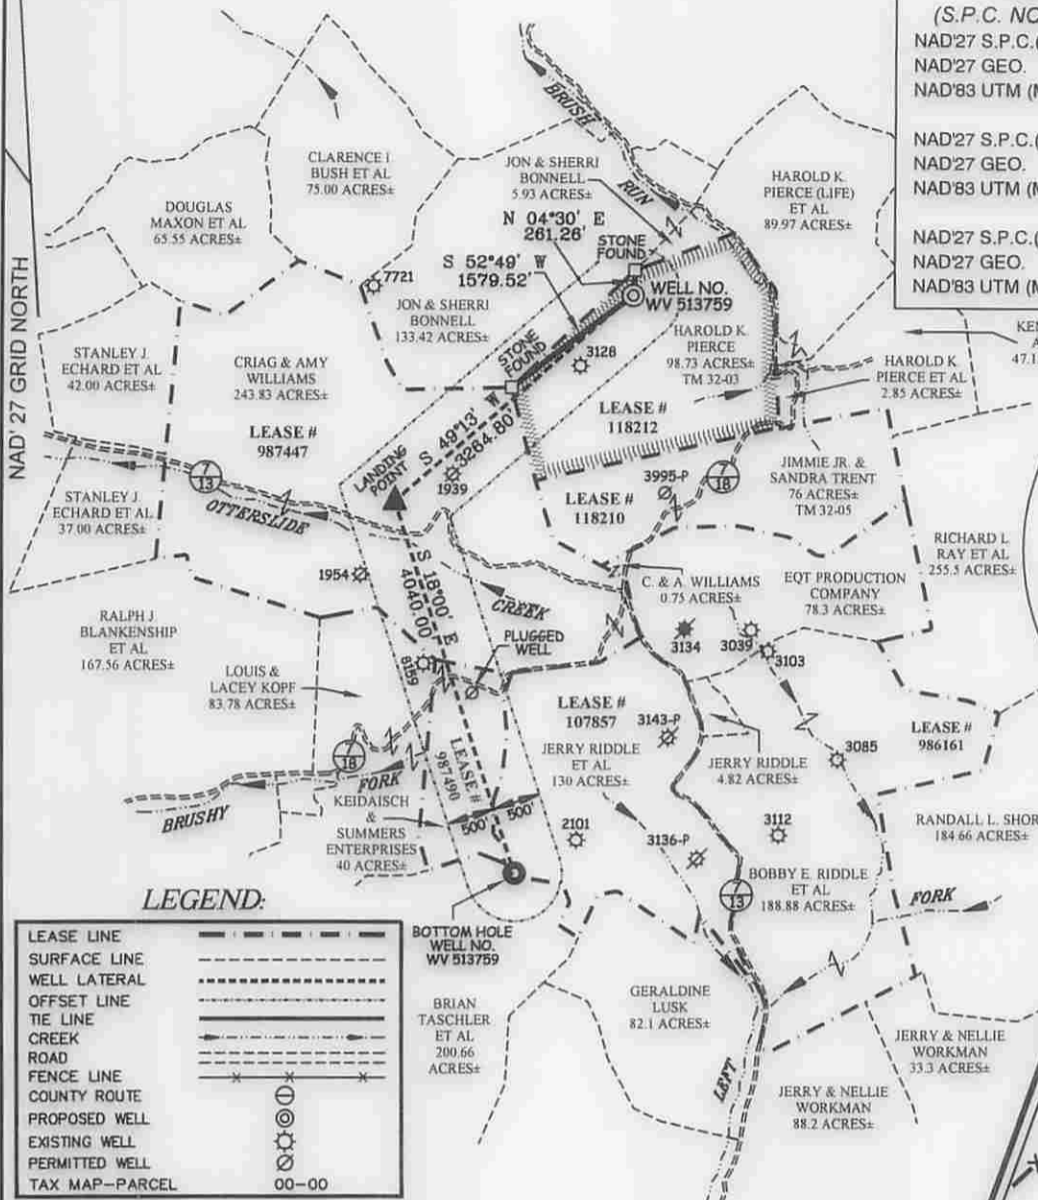 (S.P.C. NO
NAD'27 S.P.C.(
NAD'27 GEO.
NAD'83 UTM (M
NAD'27 S.P.C.(
NAD'27 GEO.
NAD'83 UTM (M
NAD'27 S.P.C.(
NAD'27 GEO.
NAD'83 UTM (M
NAD' 27 GRID NORTH
BRUSH
RUN
CLARENCE I.
BUSH ET AL
75.00 ACRES±
DOUGLAS
MAXON ET AL
65.55 ACRES±
JON & SHERRI
BONNELL
5.93 ACRES±
HAROLD K.
PIERCE (LIFE)
ET AL
89.97 ACRES±
N 04°30' E
261.26'
STONE
FOUND
S 52°49' W
1579.52'
WELL NO.
WV 513759
7721
JON & SHERRI
BONNELL
133.42 ACRES±
STONE
FOUND
3128
HAROLD K.
PIERCE
98.73 ACRES±
TM 32-03
KEN
A
47.1
HAROLD K.
PIERCE ET AL
2.85 ACRES±
STANLEY J.
ECHARD ET AL
42.00 ACRES±
CRIAG & AMY
WILLIAMS
243.83 ACRES±
LEASE #
987447
LEASE #
118212
S 49°13' W
3264.80'
LANDING
POINT
1939
3995-P
7
18
LEASE #
118210
JIMMIE JR. &
SANDRA TRENT
76 ACRES±
TM 32-05
7
13
OTTERSLIDE
CREEK
STANLEY J.
ECHARD ET AL
37.00 ACRES±
RICHARD L.
RAY ET AL
255.5 ACRES±
1954
S 18°00' E
4040.00'
C. & A. WILLIAMS
0.75 ACRES±
EQT PRODUCTION
COMPANY
78.3 ACRES±
RALPH J.
BLANKENSHIP
ET AL
167.56 ACRES±
PLUGGED
WELL
3134
3039
3103
8159
LOUIS &
LACEY KOPF
83.78 ACRES±
LEASE #
107857
3143-P
LEASE #
986161
JERRY RIDDLE
ET AL
130 ACRES±
JERRY RIDDLE
4.82 ACRES±
3085
7
18
BRUSHY
FORK
LEASE #
987490
KEIDAISCH
&
SUMMERS
ENTERPRISES
40 ACRES±
500'
500'
2101
3112
3136-P
RANDALL L. SHOR
184.66 ACRES±
BOBBY E. RIDDLE
ET AL
188.88 ACRES±
7
13
FORK
BOTTOM HOLE
WELL NO.
WV 513759
BRIAN
TASCHLER
ET AL
200.66
ACRES±
GERALDINE
LUSK
82.1 ACRES±
LEFT
JERRY & NELLIE
WORKMAN
33.3 ACRES±
JERRY & NELLIE
WORKMAN
88.2 ACRES±
LEGEND:
LEASE LINE
SURFACE LINE
WELL LATERAL
OFFSET LINE
TIE LINE
CREEK
ROAD
FENCE LINE
COUNTY ROUTE
PROPOSED WELL
EXISTING WELL
PERMITTED WELL
TAX MAP-PARCEL 00-00